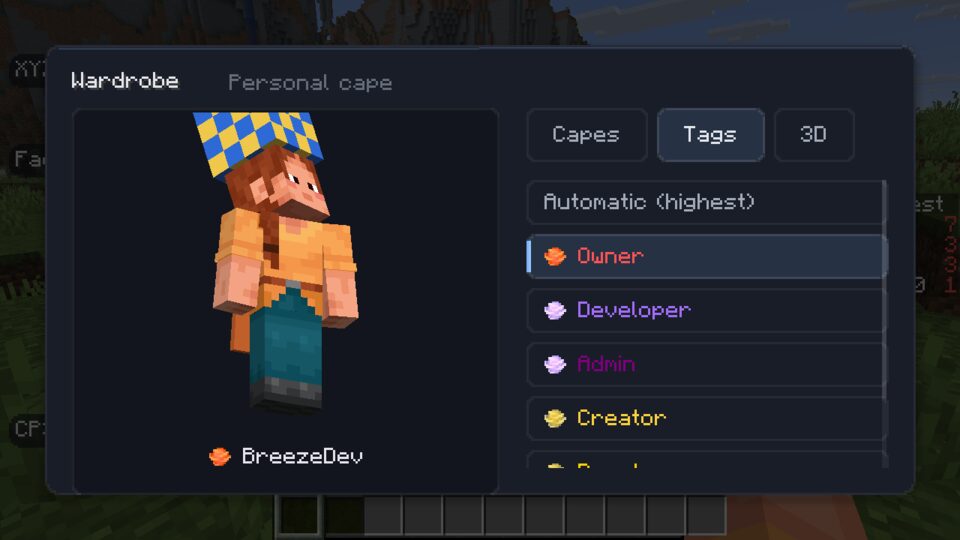 Wardrobe
Personal cape
Capes
Tags
3D
Automatic (highest)
Owner
Developer
Admin
Creator
BreezeDev